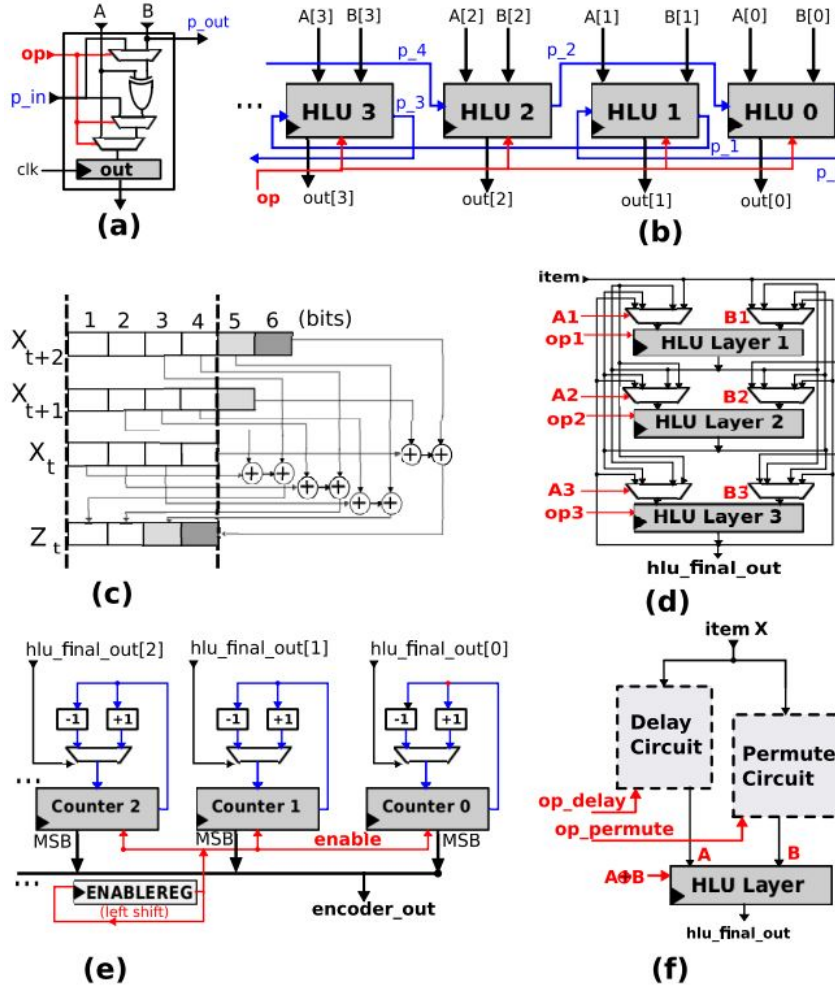 A B
p_out
op
p_in
clk
out
(a)
A[3] B[3] A[2] B[2] A[1] B[1] A[0] B[0]
p_4 p_2
... HLU 3 p_3 HLU 2 HLU 1 HLU 0
p_1
p_
op
out[3] out[2] out[1] out[0]
(b)
1 2 3 4 5 6 (bits)
X t+2
X t+1
X t
Z t
(c)
item
A1 B1
op1 HLU Layer 1
A2 B2
op2 HLU Layer 2
A3 B3
op3 HLU Layer 3
hlu_final_out
(d)
hlu_final_out[2] hlu_final_out[1] hlu_final_out[0]
-1 +1 -1 +1 -1 +1
...
Counter 2 Counter 1 Counter 0
MSB MSB enable MSB
...
ENABLEREG
(left shift)
encoder_out
(e)
item X
Delay Circuit
Permute Circuit
op_delay
op_permute
A B
A⊕B HLU Layer
hlu_final_out
(f)